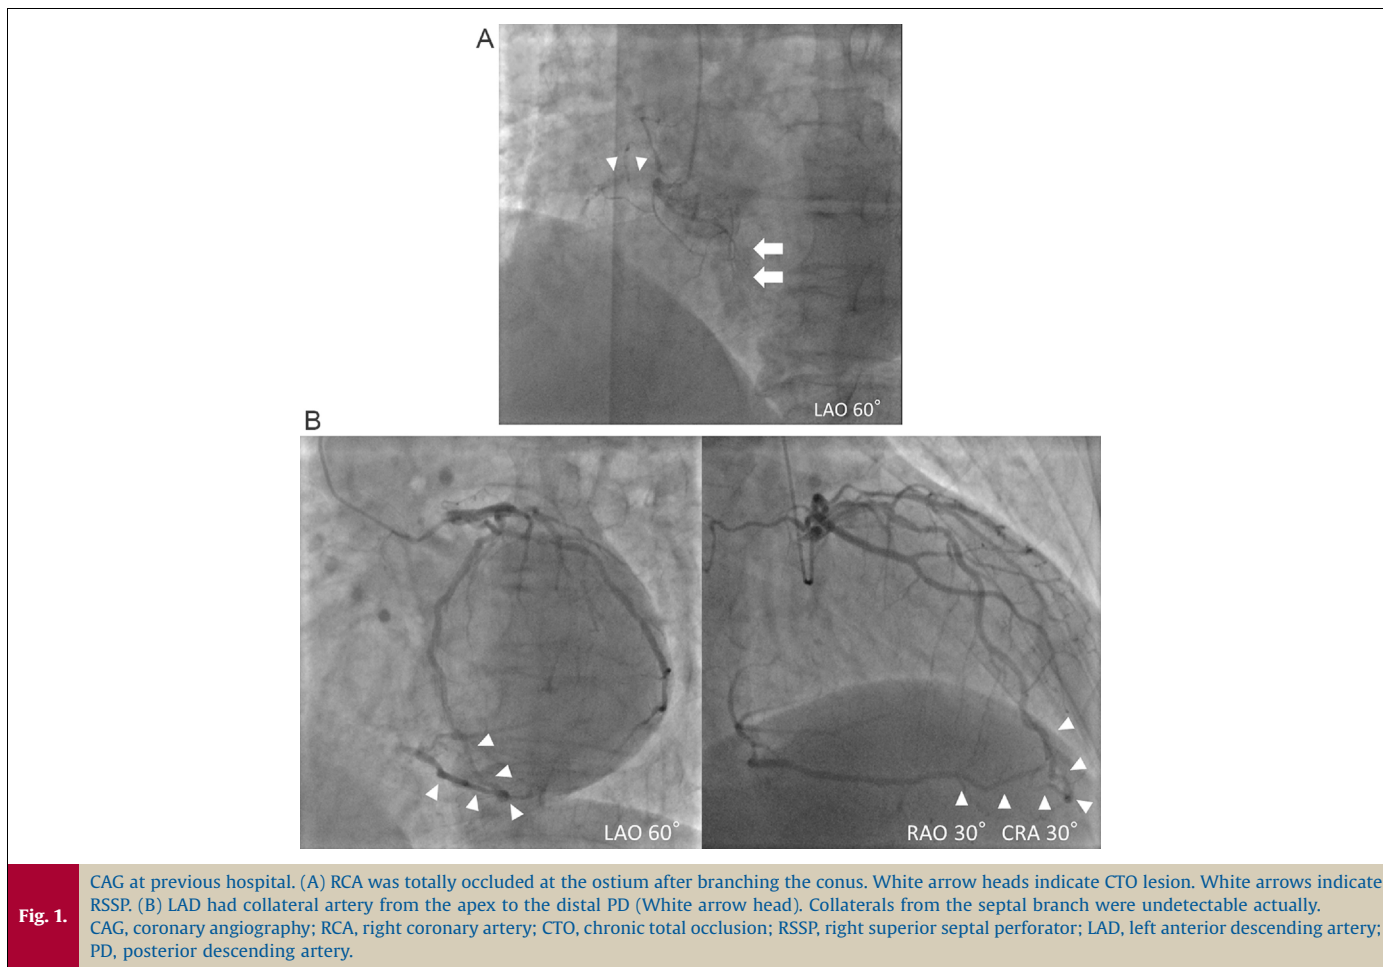 A
LAO 60°
B
LAO 60°
RAO 30° CRA 30°
Fig. 1.
CAG at previous hospital. (A) RCA was totally occluded at the ostium after branching the conus. White arrow heads indicate CTO lesion. White arrows indicate
RSSP. (B) LAD had collateral artery from the apex to the distal PD (White arrow head). Collaterals from the septal branch were undetectable actually.
CAG, coronary angiography; RCA, right coronary artery; CTO, chronic total occlusion; RSSP, right superior septal perforator; LAD, left anterior descending artery;
PD, posterior descending artery.